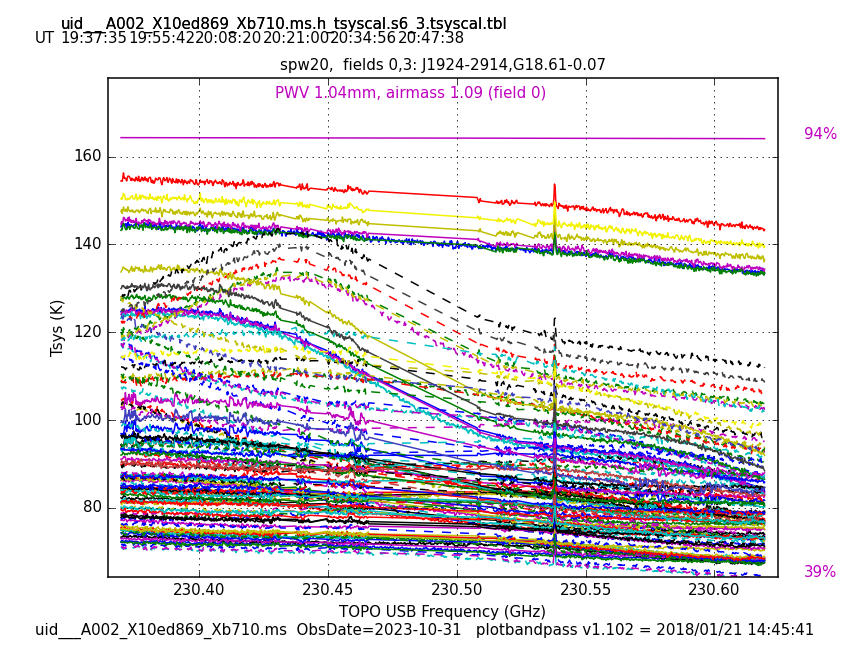 uid___A002_X10ed869_Xb710.ms.h_tsyscal.s6_3.tsyscal.tbl
UT 19:37:35 19:55:42 20:08:20 20:21:00 20:34:56 20:47:38
spw20, fields 0,3: J1924-2914,G18.61-0.07
PWV 1.04mm, airmass 1.09 (field 0)
94%
160
140
120
100
80
Tsys (K)
39%
230.40 230.45 230.50 230.55 230.60
TOPO USB Frequency (GHz)
uid___A002_X10ed869_Xb710.ms ObsDate=2023-10-31 plotbandpass v1.102 = 2018/01/21 14:45:41